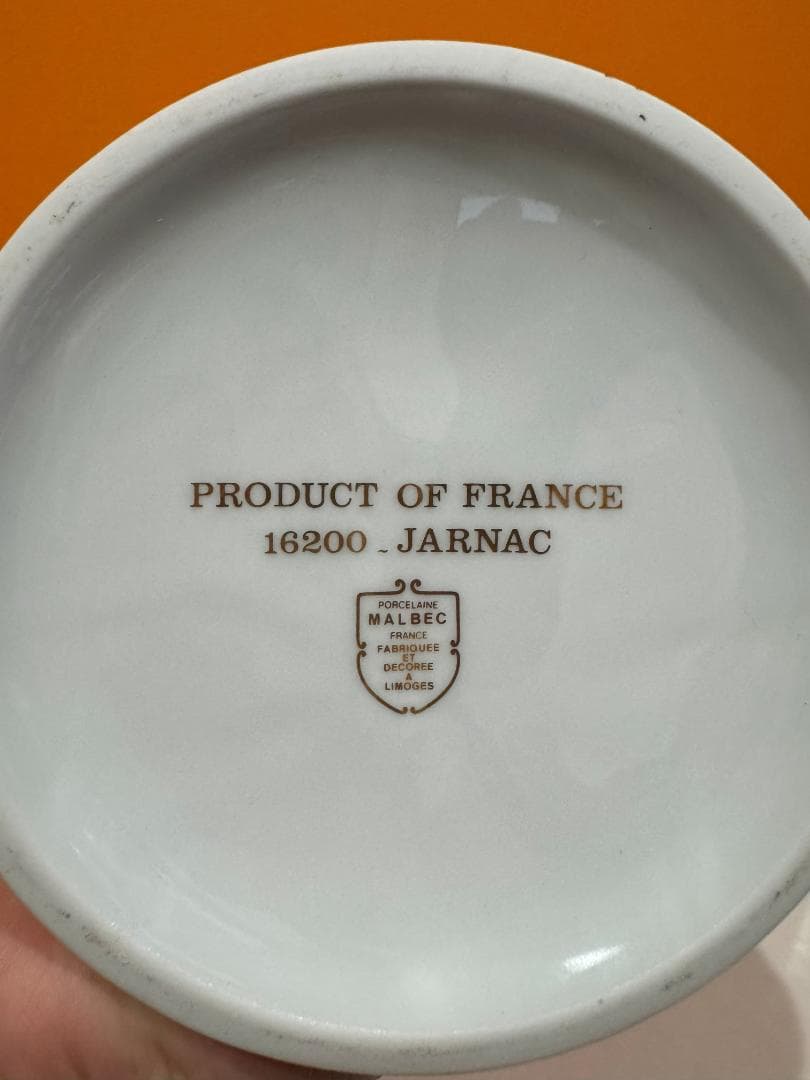 PRODUCT OF FRANCE
16200 - JARNAC
PORCELAINE
MALBEC
FRANCE
FABRIQUEE
ET
DECOREE
A
LIMOGES